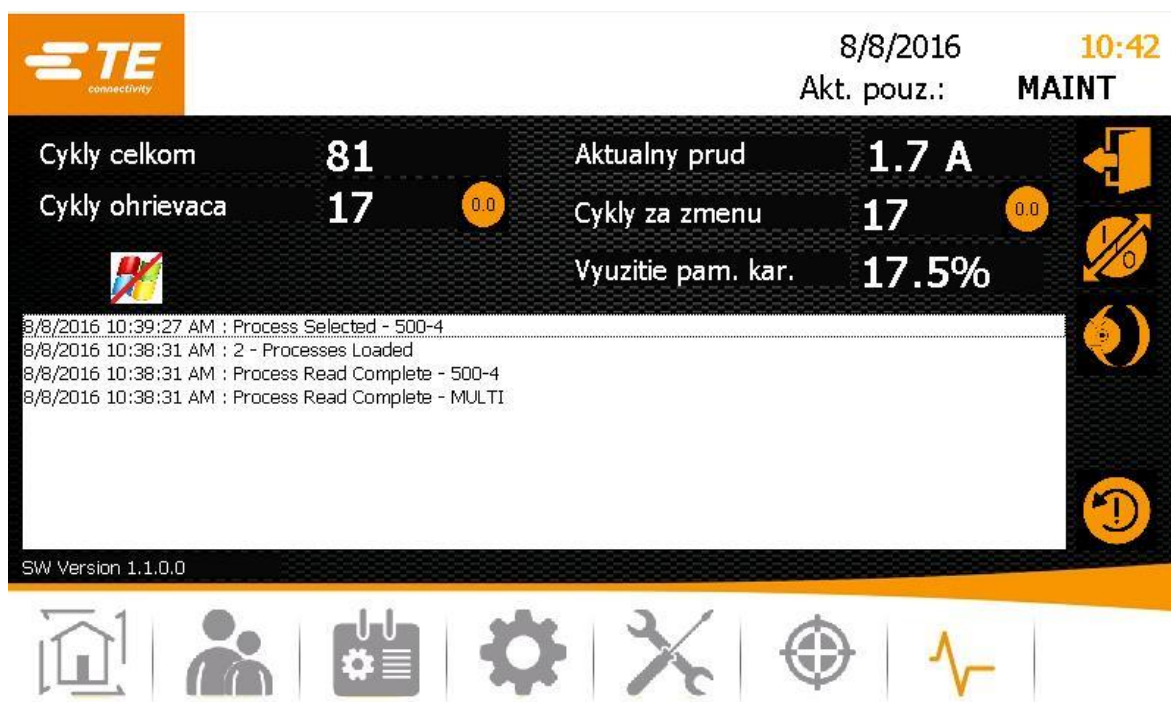 TE
connectivity
8/8/2016 10:42
Akt. pouz.: MAINT
Cykly celkom 81
Cykly ohrievaca 17 0.0
Aktualny prud 1.7 A
Cykly za zmenu 17 0.0
Vyuzitie pam. kar. 17.5%
I
O
8/8/2016 10:39:27 AM : Process Selected - 500-4
8/8/2016 10:38:31 AM : 2 - Processes Loaded
8/8/2016 10:38:31 AM : Process Read Complete - 500-4
8/8/2016 10:38:31 AM : Process Read Complete - MULTI
SW Version 1.1.0.0